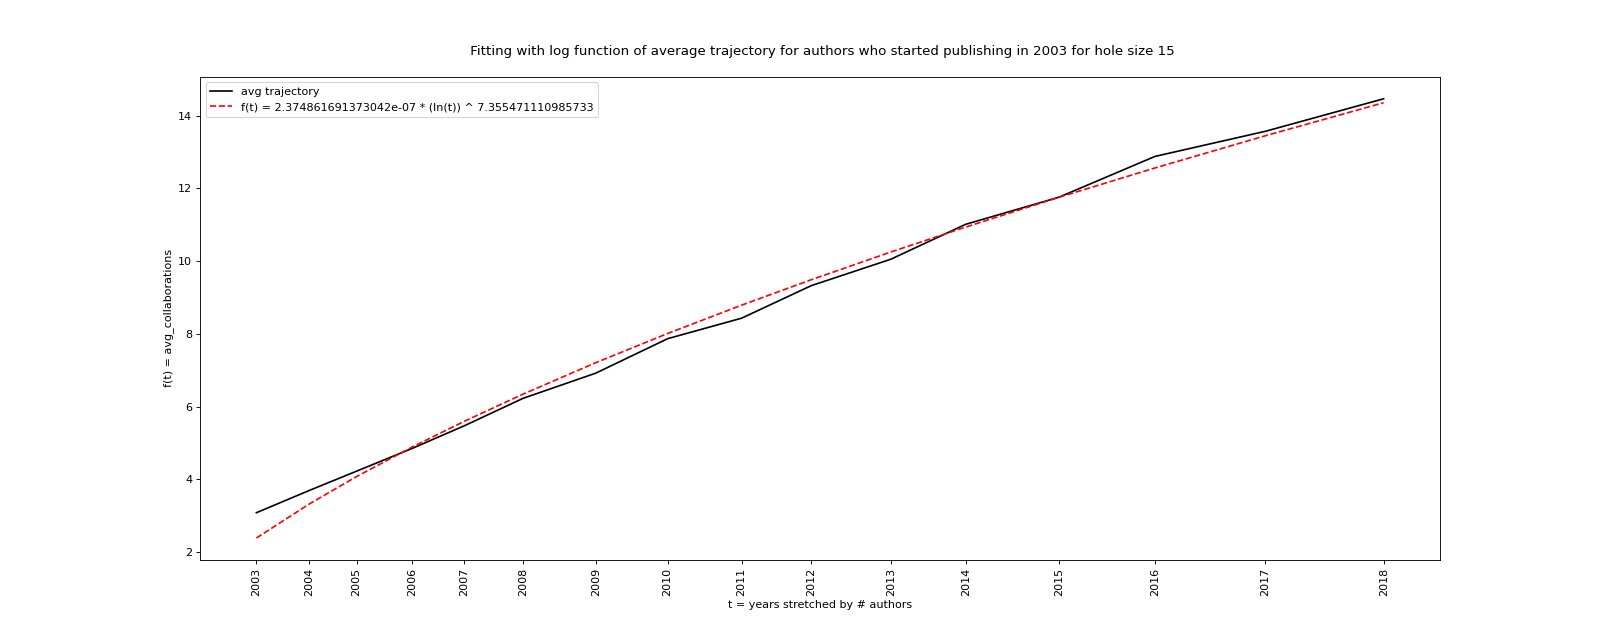 Fitting with log function of average trajectory for authors who started publishing in 2003 for hole size 15
avg trajectory
f(t) = 2.374861691373042e-07 * (ln(t)) ^ 7.355471110985733
14
12
10
8
6
4
2
f(t) = avg_collaborations
2003 2004 2005 2006 2007 2008 2009 2010 2011 2012 2013 2014 2015 2016 2017 2018
t = years stretched by # authors